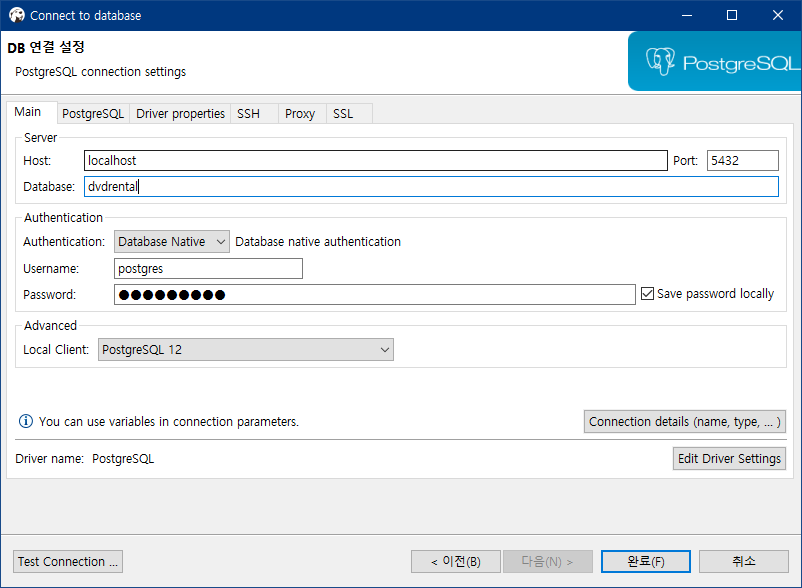 Connect to database
DB 연결 설정
PostgreSQL connection settings
PostgreSQL
Main PostgreSQL Driver properties SSH Proxy SSL
Server
Host: localhost Port: 5432
Database: dvdrental
Authentication
Authentication: Database Native Database native authentication
Username: postgres
Password: ●●●●●●●●● Save password locally
Advanced
Local Client: PostgreSQL 12
You can use variables in connection parameters. Connection details (name, type, ... )
Driver name: PostgreSQL Edit Driver Settings
Test Connection ... < 이전(B) 다음(N) > 완료(F) 취소